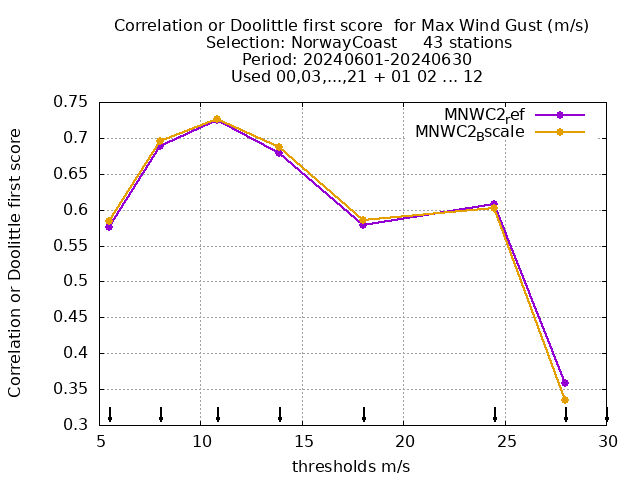 Correlation or Doolittle first score  for Max Wind Gust (m/s)
Selection: NorwayCoast     43 stations
Period: 20240601-20240630
Used 00,03,...,21 + 01 02 ... 12
MNWC2ref
MNWC2Bscale
Correlation or Doolittle first score
0.75
0.7
0.65
0.6
0.55
0.5
0.45
0.4
0.35
0.3
5 10 15 20 25 30
thresholds m/s